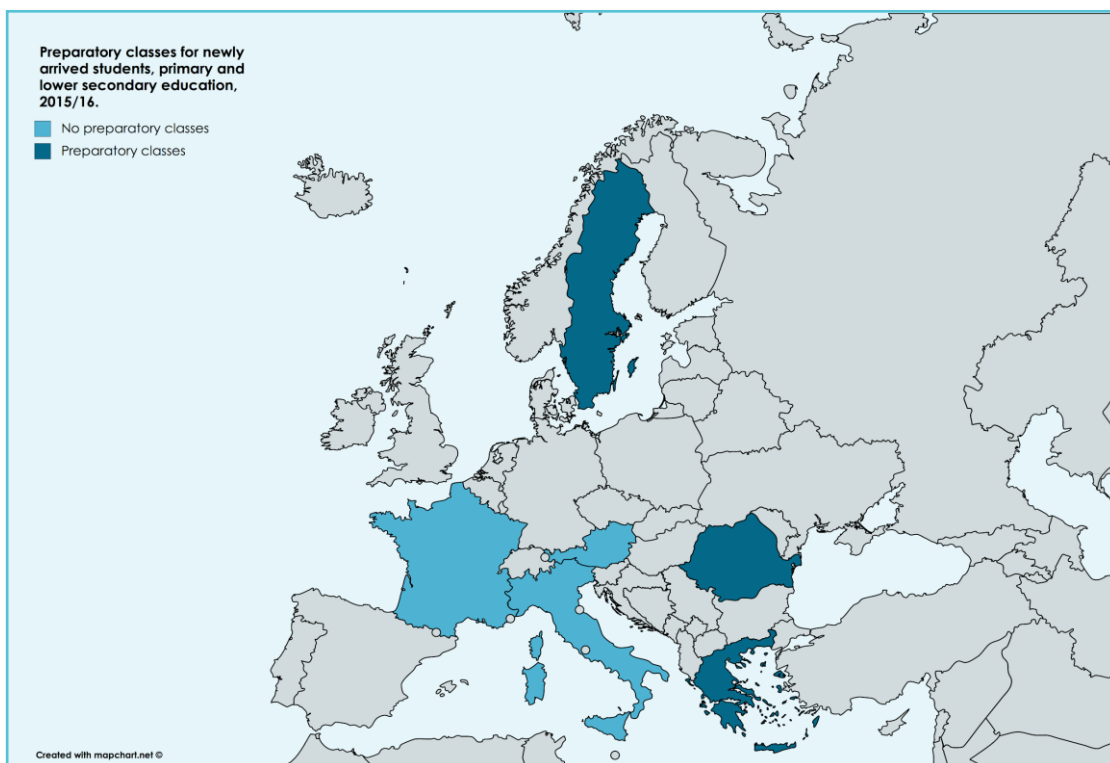 Preparatory classes for newly
arrived students, primary and
lower secondary education,
2015/16.
No preparatory classes
Preparatory classes
Created with mapchart.net ©